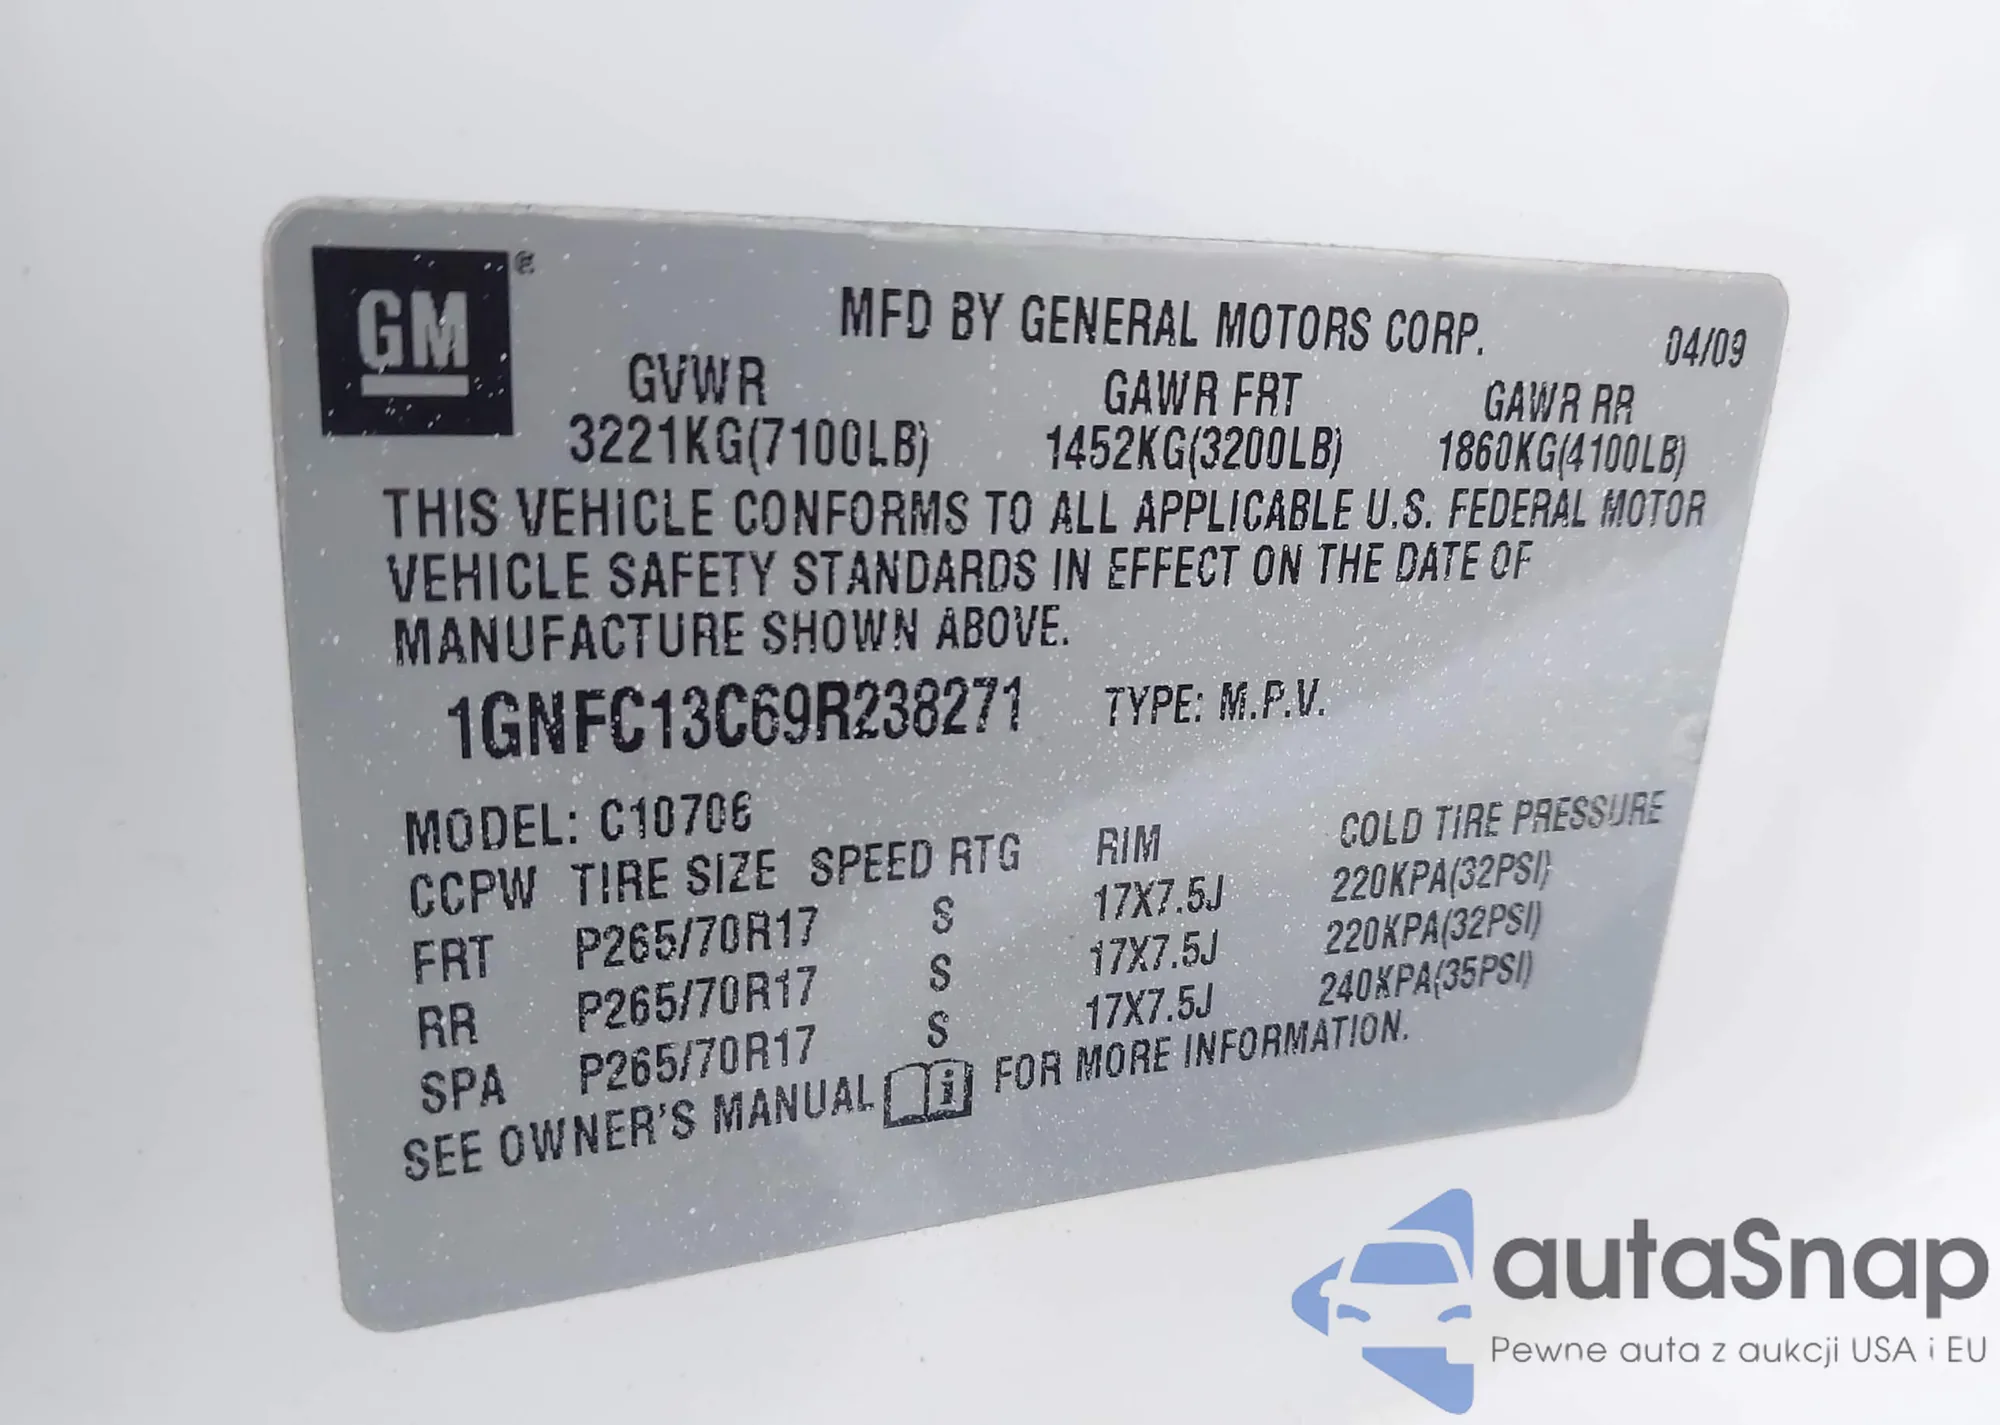 GM®
MFD BY GENERAL MOTORS CORP. 04/09
GVWR GAWR FRT GAWR RR
3221KG(7100LB) 1452KG(3200LB) 1860KG(4100LB)
THIS VEHICLE CONFORMS TO ALL APPLICABLE U.S. FEDERAL MOTOR
VEHICLE SAFETY STANDARDS IN EFFECT ON THE DATE OF
MANUFACTURE SHOWN ABOVE.
1GNFC13C69R238271 TYPE: M.P.V.
MODEL: C10706
CCPW TIRE SIZE SPEED RTG RIM COLD TIRE PRESSURE
FRT P265/70R17 S 17X7.5J 220KPA(32PSI)
RR P265/70R17 S 17X7.5J 220KPA(32PSI)
SPA P265/70R17 S 17X7.5J 240KPA(35PSI)
SEE OWNER'S MANUAL i FOR MORE INFORMATION.
autaSnap
Pewne auta z aukcji USA i EU